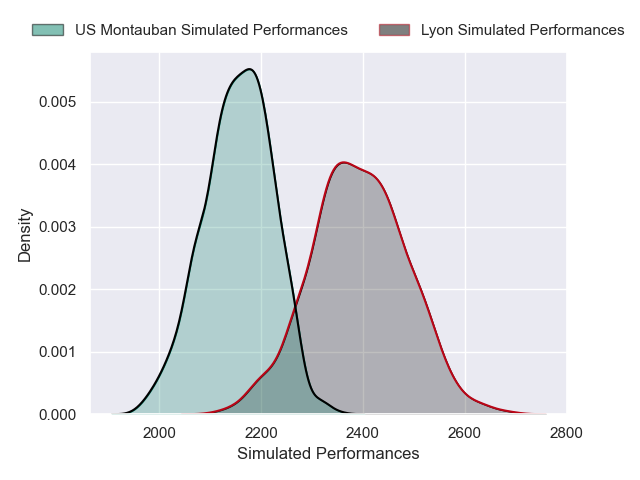 US Montauban Simulated Performances
Lyon Simulated Performances
0.005
0.004
0.003
0.002
0.001
0.000
Density
2000 2200 2400 2600 2800
Simulated Performances